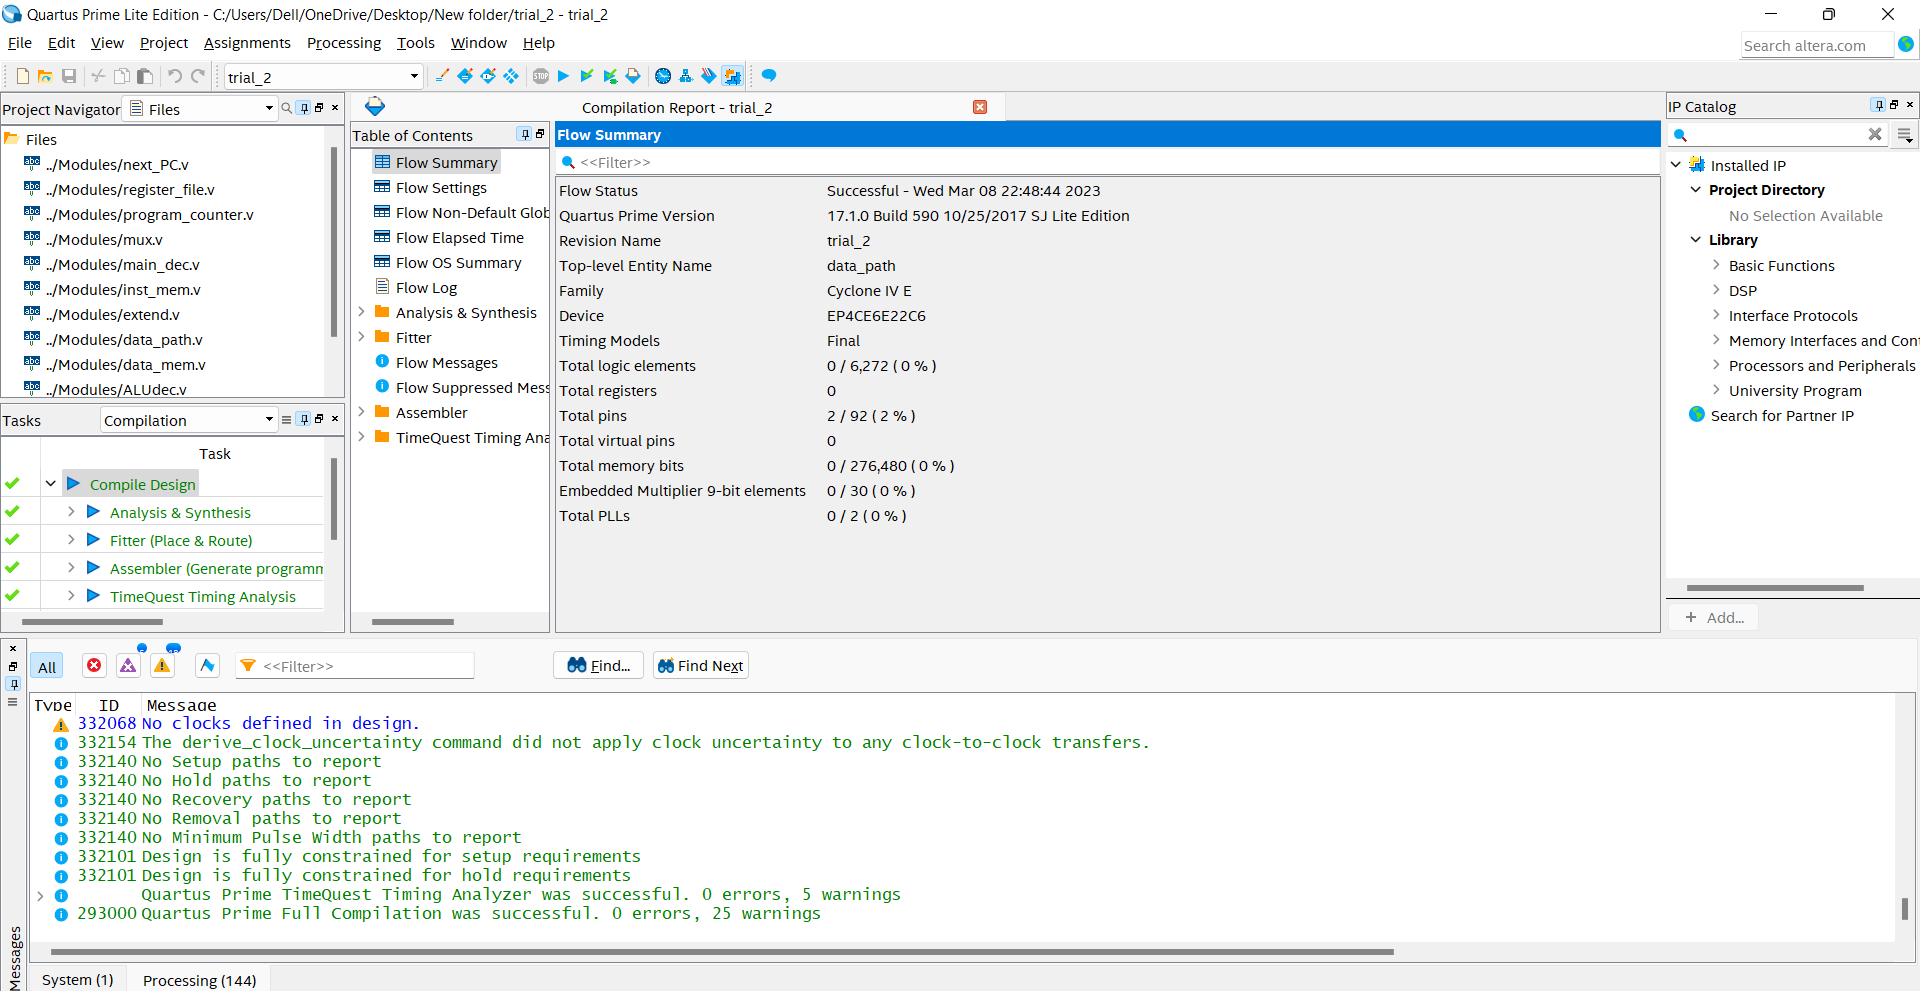 Quartus Prime Lite Edition - C:/Users/Dell/OneDrive/Desktop/New folder/trial_2 - trial_2
File Edit View Project Assignments Processing Tools Window Help
Search altera.com
trial_2
Project Navigator Files
Files
../Modules/next_PC.v
../Modules/register_file.v
../Modules/program_counter.v
../Modules/mux.v
../Modules/main_dec.v
../Modules/inst_mem.v
../Modules/extend.v
../Modules/data_path.v
../Modules/data_mem.v
../Modules/ALUdec.v
Tasks Compilation
Task
Compile Design
Analysis & Synthesis
Fitter (Place & Route)
Assembler (Generate programm
TimeQuest Timing Analysis
Compilation Report - trial_2
Table of Contents
Flow Summary
Flow Settings
Flow Non-Default Glob
Flow Elapsed Time
Flow OS Summary
Flow Log
Analysis & Synthesis
Fitter
Flow Messages
Flow Suppressed Mess
Assembler
TimeQuest Timing Ana
Flow Summary
<<Filter>>
Flow Status Successful - Wed Mar 08 22:48:44 2023
Quartus Prime Version 17.1.0 Build 590 10/25/2017 SJ Lite Edition
Revision Name trial_2
Top-level Entity Name data_path
Family Cyclone IV E
Device EP4CE6E22C6
Timing Models Final
Total logic elements 0 / 6,272 ( 0 % )
Total registers 0
Total pins 2 / 92 ( 2 % )
Total virtual pins 0
Total memory bits 0 / 276,480 ( 0 % )
Embedded Multiplier 9-bit elements 0 / 30 ( 0 % )
Total PLLs 0 / 2 ( 0 % )
IP Catalog
Installed IP
Project Directory
No Selection Available
Library
Basic Functions
DSP
Interface Protocols
Memory Interfaces and Con
Processors and Peripherals
University Program
Search for Partner IP
+ Add...
All <<Filter>> Find... Find Next
Type ID Message
332068 No clocks defined in design.
332154 The derive_clock_uncertainty command did not apply clock uncertainty to any clock-to-clock transfers.
332140 No Setup paths to report
332140 No Hold paths to report
332140 No Recovery paths to report
332140 No Removal paths to report
332140 No Minimum Pulse Width paths to report
332101 Design is fully constrained for setup requirements
332101 Design is fully constrained for hold requirements
Quartus Prime TimeQuest Timing Analyzer was successful. 0 errors, 5 warnings
293000 Quartus Prime Full Compilation was successful. 0 errors, 25 warnings
Messages
System (1) Processing (144)